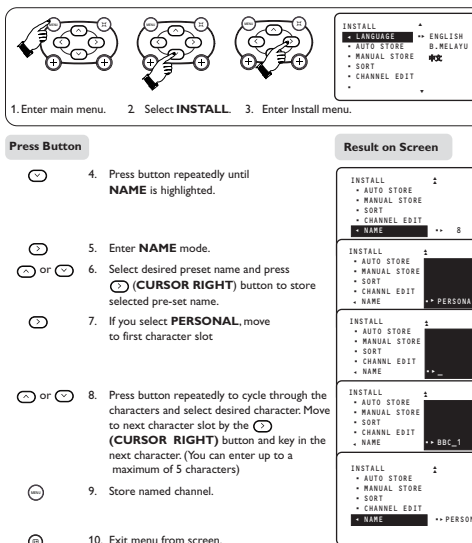 INSTALL
LANGUAGE ENGLISH
• AUTO STORE B.MELAYU
• MANUAL STORE 中文
• SORT
• CHANNEL EDIT
•
1. Enter main menu. 2. Select INSTALL. 3. Enter Install menu.
Press Button
Result on Screen
4. Press button repeatedly until
NAME is highlighted.
INSTALL
• AUTO STORE
• MANUAL STORE
• SORT
• CHANNEL EDIT
NAME 8
5. Enter NAME mode.
or 6. Select desired preset name and press
(CURSOR RIGHT) button to store
selected pre-set name.
INSTALL
• AUTO STORE
• MANUAL STORE
• SORT
• CHANNL EDIT
NAME PERSONA
7. If you select PERSONAL, move
to first character slot
INSTALL
• AUTO STORE
• MANUAL STORE
• SORT
• CHANNL EDIT
NAME _
or 8. Press button repeatedly to cycle through the
characters and select desired character. Move
to next character slot by the
(CURSOR RIGHT) button and key in the
next character. (You can enter up to a
maximum of 5 characters)
INSTALL
• AUTO STORE
• MANUAL STORE
• SORT
• CHANNEL EDIT
NAME BBC_1
MENU 9. Store named channel.
INSTALL
• AUTO STORE
• MANUAL STORE
• SORT
• CHANNEL EDIT
NAME PERSON
10. Exit menu from screen.